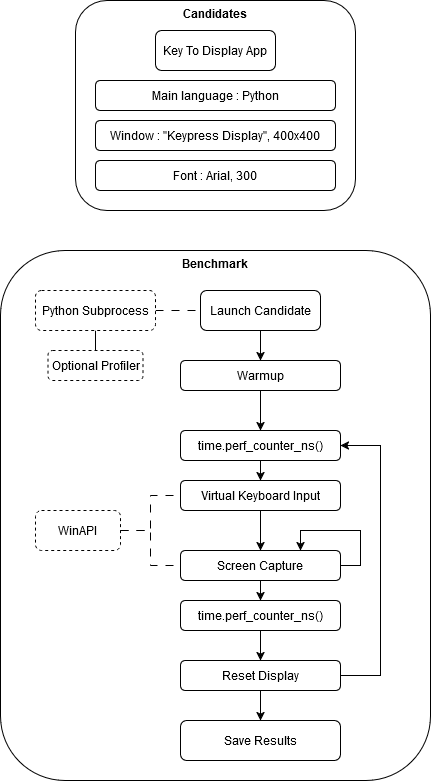 Candidates
Key To Display App
Main language : Python
Window : "Keypress Display", 400x400
Font : Arial, 300
Benchmark
Python Subprocess
Launch Candidate
Optional Profiler
Warmup
time.perf_counter_ns()
Virtual Keyboard Input
WinAPI
Screen Capture
time.perf_counter_ns()
Reset Display
Save Results